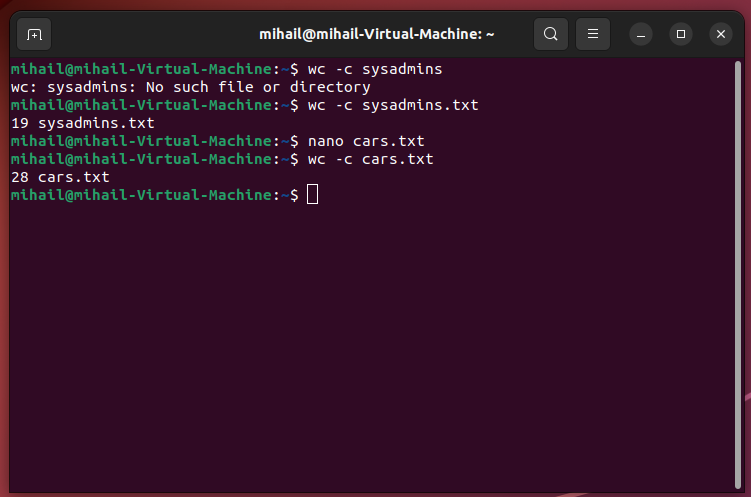 mihail@mihail-Virtual-Machine: ~
mihail@mihail-Virtual-Machine:~$ wc -c sysadmins
wc: sysadmins: No such file or directory
mihail@mihail-Virtual-Machine:~$ wc -c sysadmins.txt
19 sysadmins.txt
mihail@mihail-Virtual-Machine:~$ nano cars.txt
mihail@mihail-Virtual-Machine:~$ wc -c cars.txt
28 cars.txt
mihail@mihail-Virtual-Machine:~$